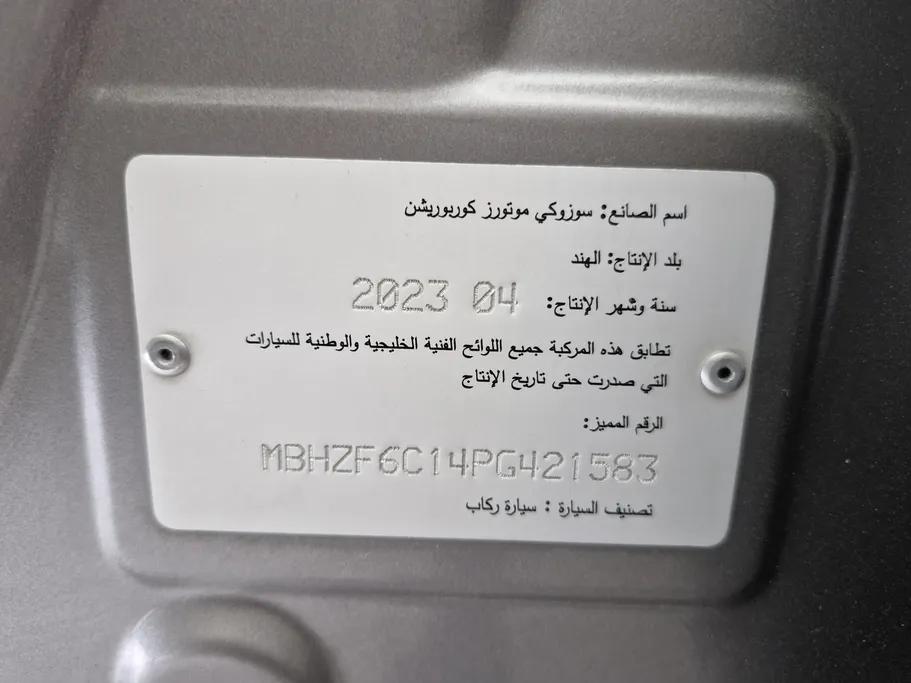 اسم الصانع: سوزوكي موتورز كوربوريشن
بلد الإنتاج: الهند
سنة وشهر الإنتاج: 2023 04
تطابق هذه المركبة جميع اللوائح الفنية الخليجية والوطنية للسيارات
التي صدرت حتى تاريخ الإنتاج
الرقم المميز:
MBHZF6C14PG421583
تصنيف السيارة : سيارة ركاب